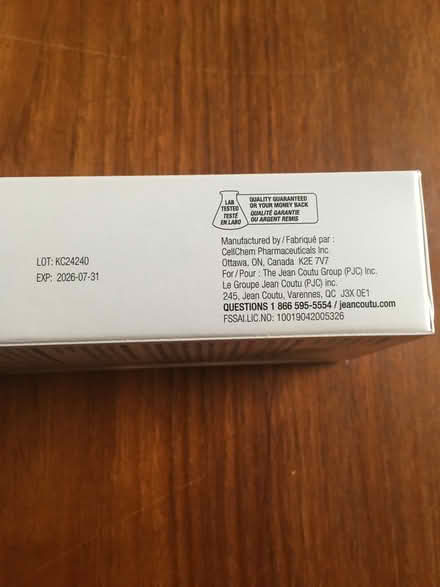 LAB
TESTED
TESTÉ
EN LABO
QUALITY GUARANTEED
OR YOUR MONEY BACK
QUALITÉ GARANTIE
OU ARGENT REMIS
LOT: KC24240
EXP: 2026-07-31
Manufactured by / Fabriqué par :
CellChem Pharmaceuticals Inc.
Ottawa, ON, Canada K2E 7V7
For / Pour : The Jean Coutu Group (PJC) Inc.
Le Groupe Jean Coutu (PJC) inc.
245, Jean Coutu, Varennes, QC J3X 0E1
QUESTIONS 1 866 595-5554 / jeancoutu.com
FSSAI.LIC.NO: 10019042005326